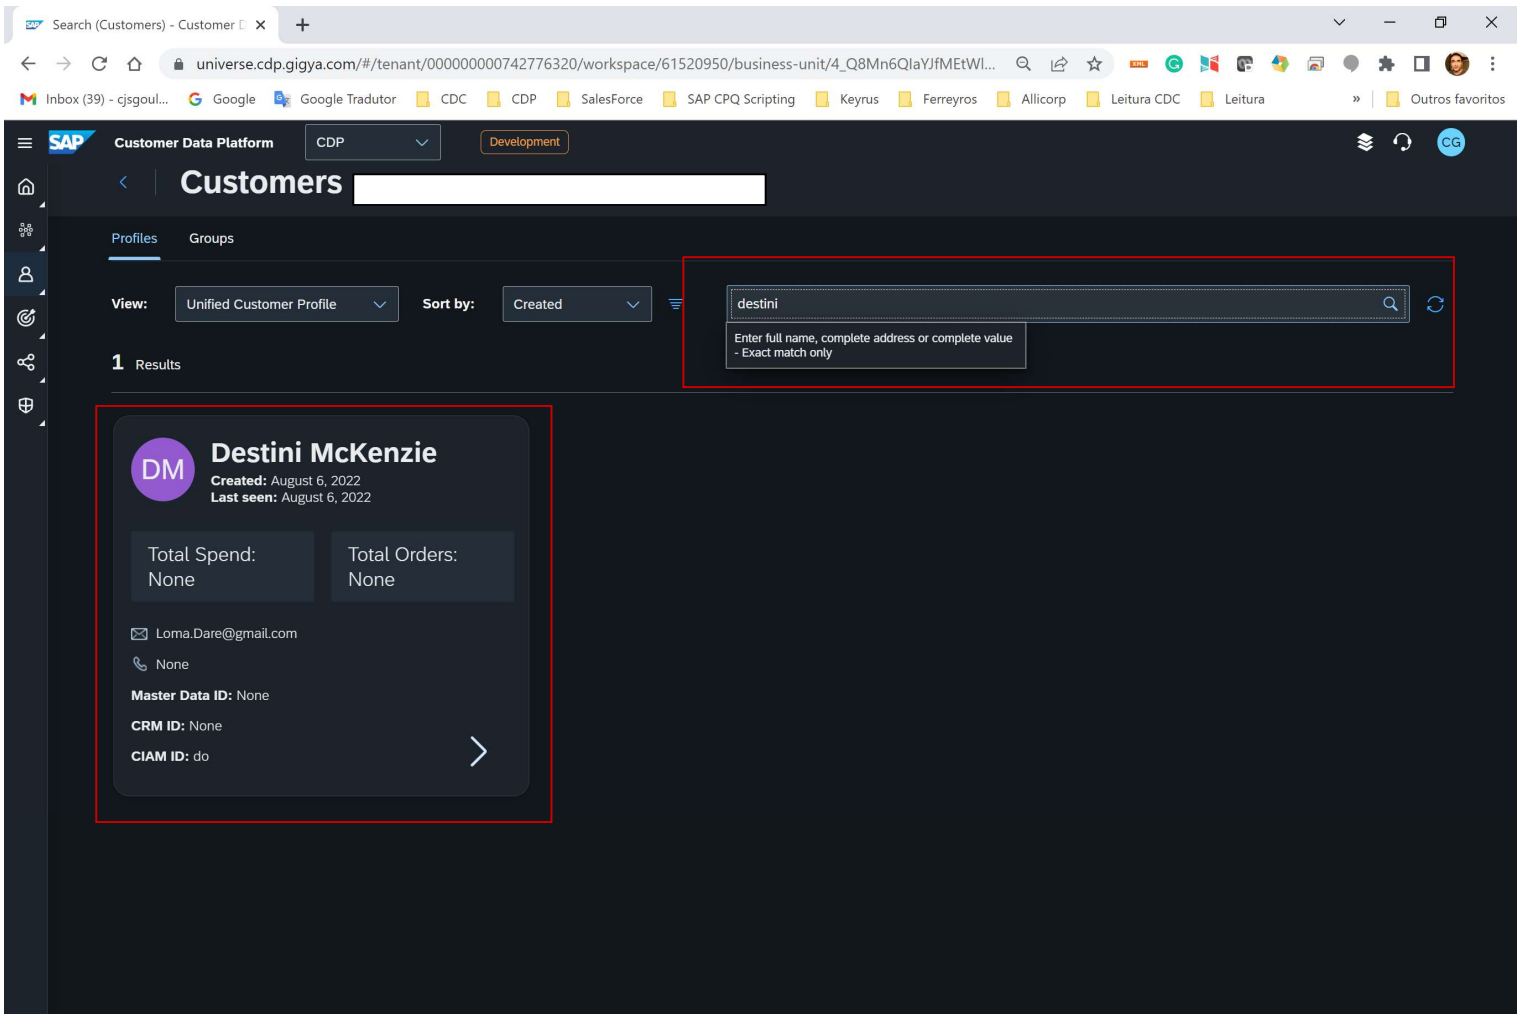 SAP Search (Customers) - Customer D
universe.cdp.gigya.com/#/tenant/000000000742776320/workspace/61520950/business-unit/4_Q8Mn6QIaYJfMEtWl...
Inbox (39) - cjsgoul... Google Google Tradutor CDC CDP SalesForce SAP CPQ Scripting Keyrus Ferreyros Allicorp Leitura CDC Leitura » Outros favoritos
SAP Customer Data Platform CDP Development CG
Customers
Profiles Groups
View: Unified Customer Profile Sort by: Created destini
Enter full name, complete address or complete value
- Exact match only
1 Results
DM Destini McKenzie
Created: August 6, 2022
Last seen: August 6, 2022
Total Spend: Total Orders:
None None
Loma.Dare@gmail.com
None
Master Data ID: None
CRM ID: None
CIAM ID: do